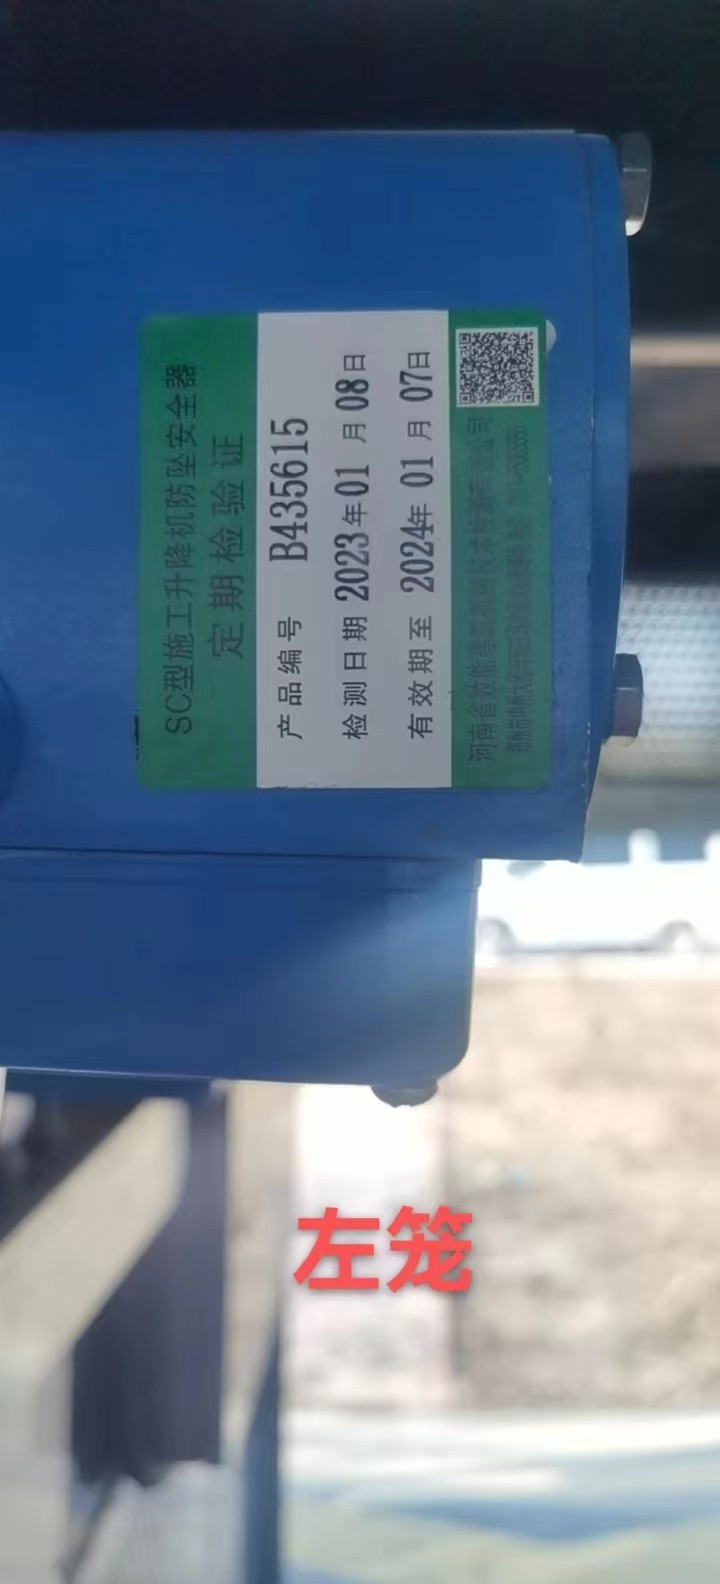 SC型施工升降机防坠安全器
定期检验证
产品编号 B435615
检测日期 2023年01月08日
有效期至 2024年01月07日
左笼